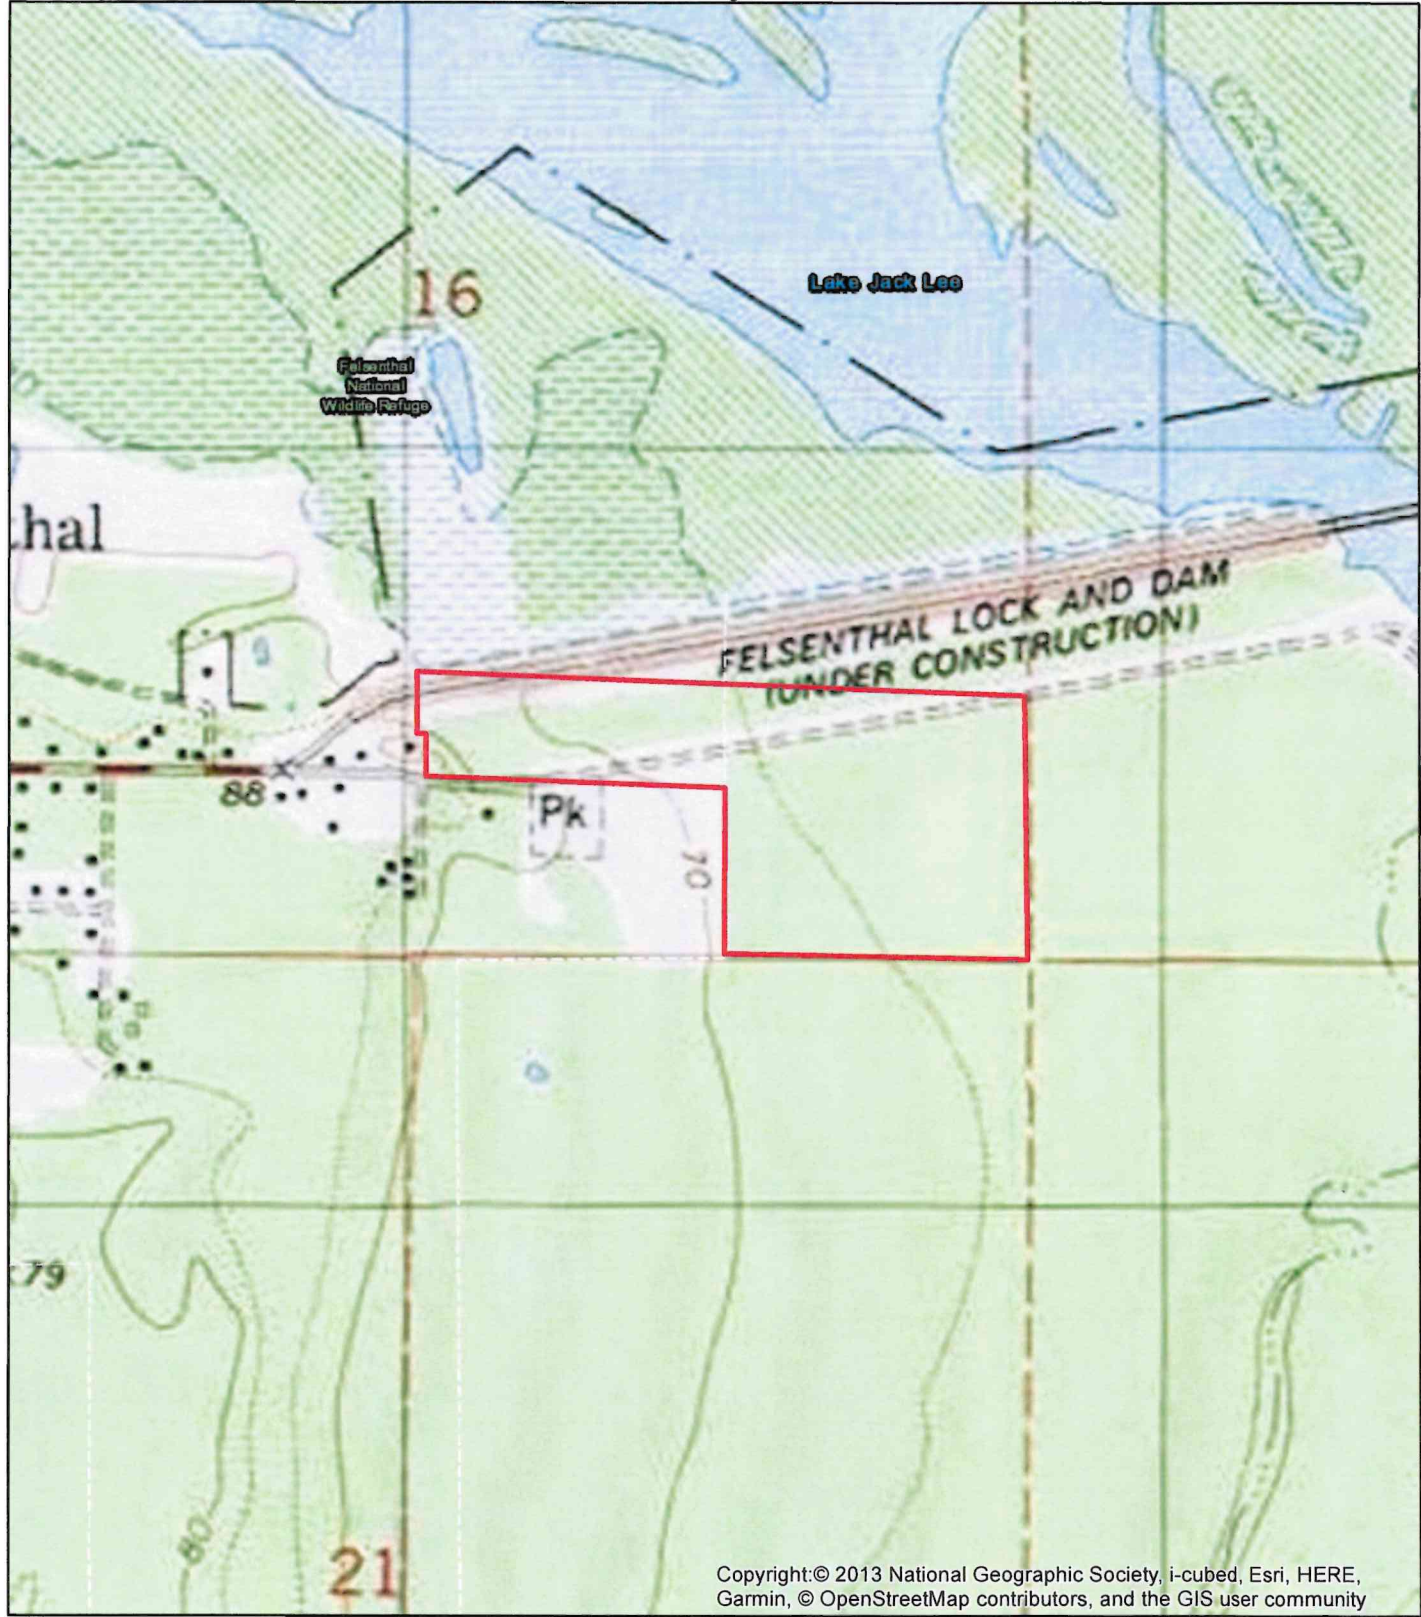 Lake Jack Lee
16
Felsenthal
National
Wildlife Refuge
thal
FELSENTHAL LOCK AND DAM
(UNDER CONSTRUCTION)
88
Pk
70
79
80
21
Copyright:© 2013 National Geographic Society, i-cubed, Esri, HERE,
Garmin, © OpenStreetMap contributors, and the GIS user community